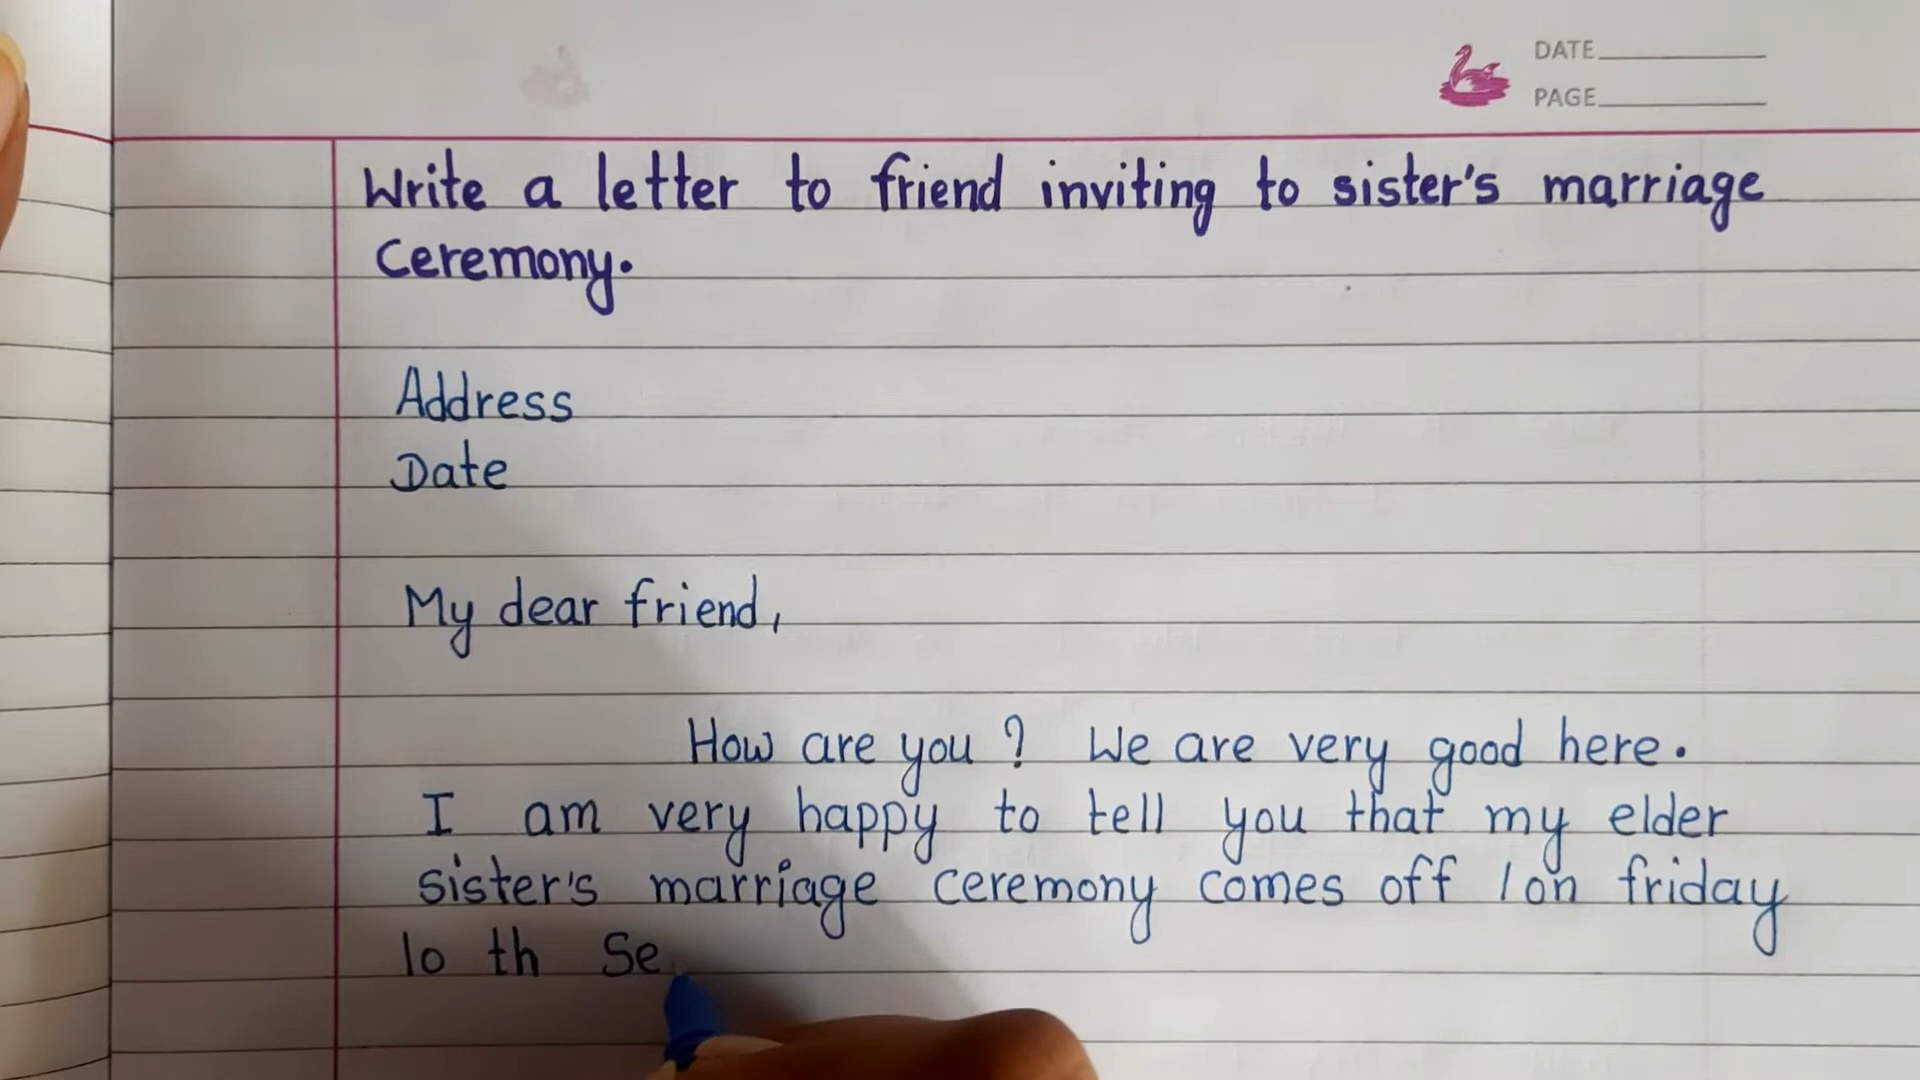 DATE
PAGE
Write a letter to friend inviting to sister's marriage
Ceremony.
Address
Date
My dear friend,
How are you ? We are very good here.
I am very happy to tell you that my elder
sister's marriage ceremony comes off / on friday
10 th Se